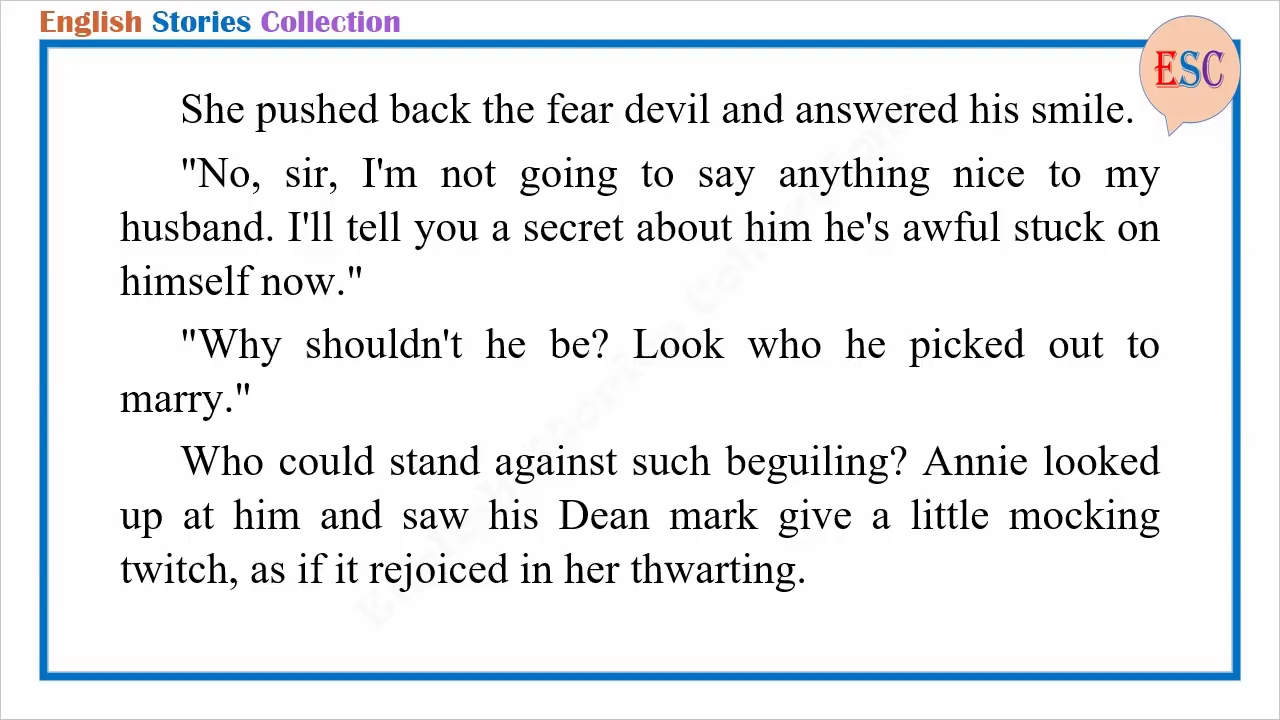 English Stories Collection
ESC
She pushed back the fear devil and answered his smile.
"No, sir, I'm not going to say anything nice to my
husband. I'll tell you a secret about him he's awful stuck on
himself now."
"Why shouldn't he be? Look who he picked out to
marry."
Who could stand against such beguiling? Annie looked
up at him and saw his Dean mark give a little mocking
twitch, as if it rejoiced in her thwarting.